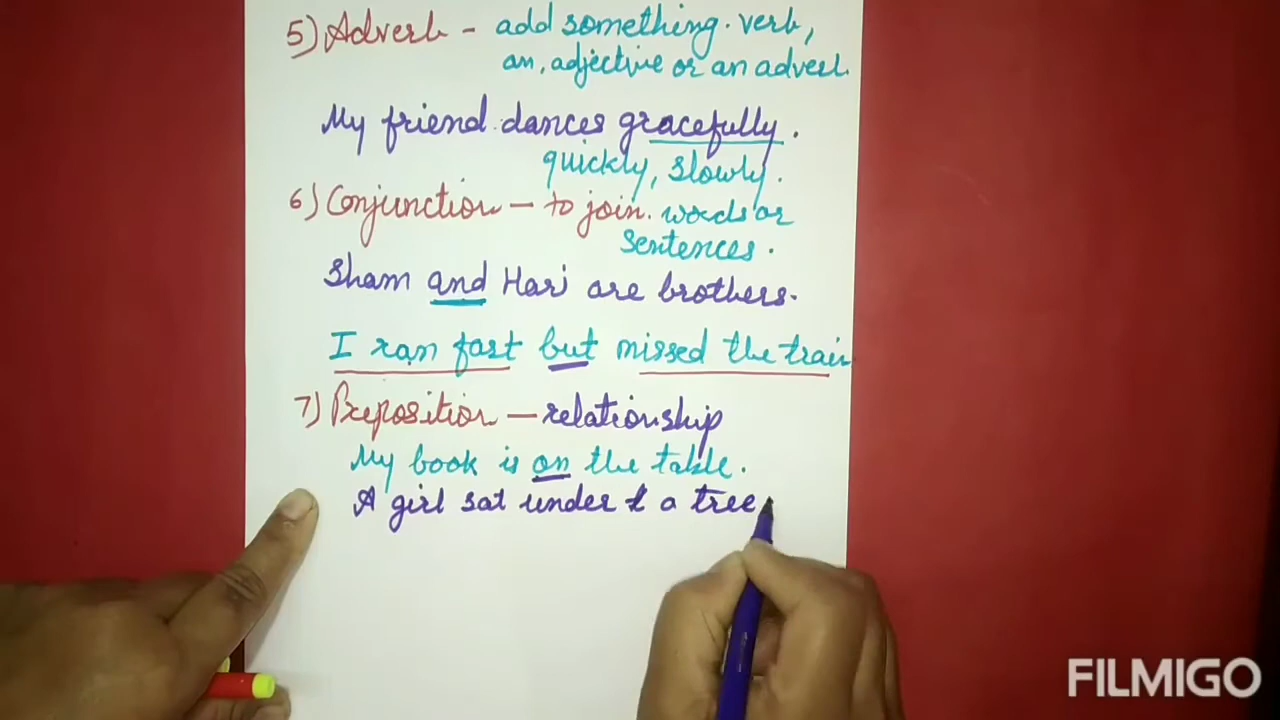 5) Adverb - add something. verb,
an, adjective or an adverb.
My friend dances gracefully.
quickly, slowly.
6) Conjunction - to join. words or
sentences.
Sham and Hari are brothers.
I ran fast but missed the train
7) Preposition - relationship
My book is on the table.
A girl sat under t a tree
FILMIGO